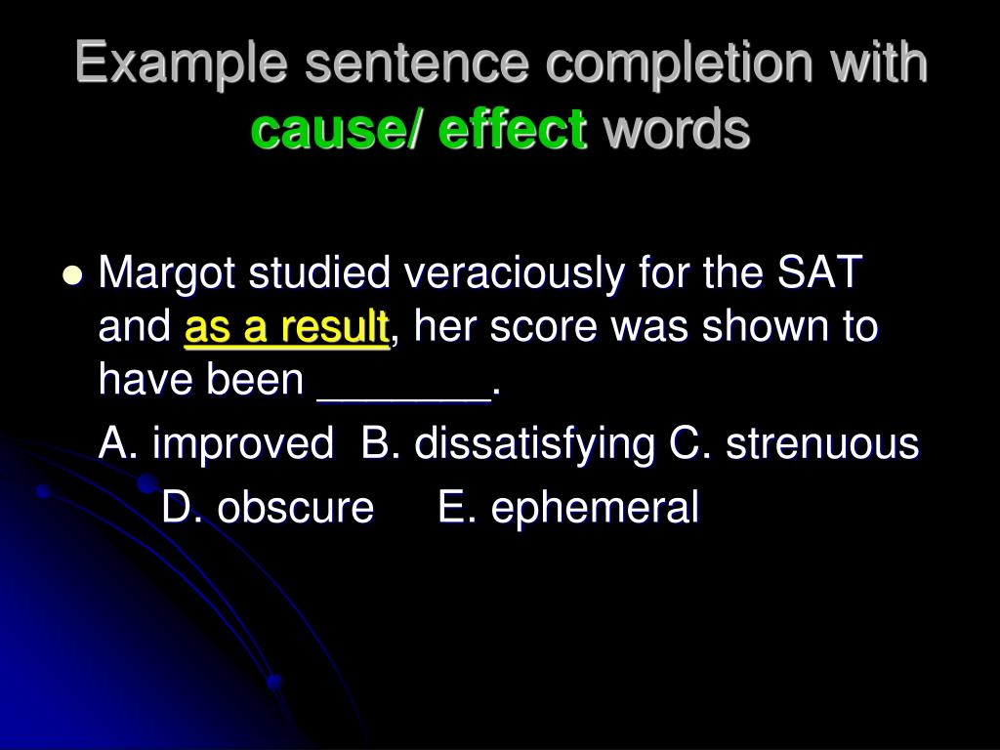 Example sentence completion with
cause/ effect words
Margot studied veraciously for the SAT
and as a result, her score was shown to
have been _______.
A. improved B. dissatisfying C. strenuous
D. obscure E. ephemeral